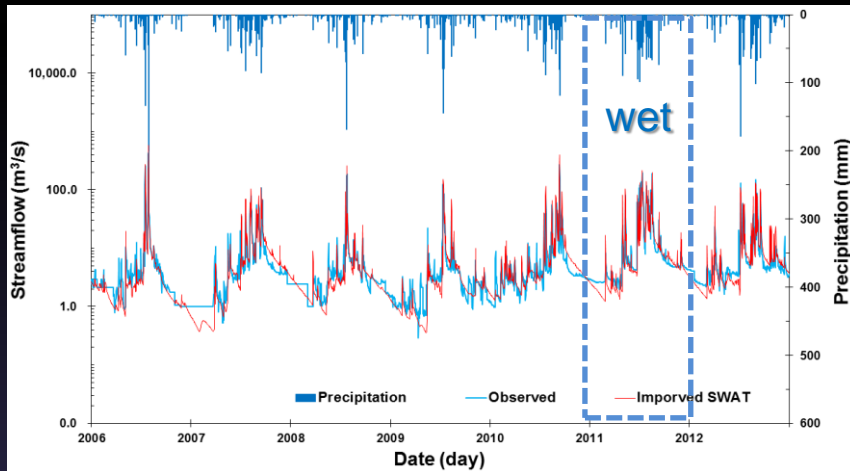 0
10,000.0
100
wet
200
100.0
300
Streamflow (m³/s)
Precipitation (mm)
400
1.0
500
Precipitation
Observed
Imporved SWAT
0.0
600
2006
2007
2008
2009
2010
2011
2012
Date (day)